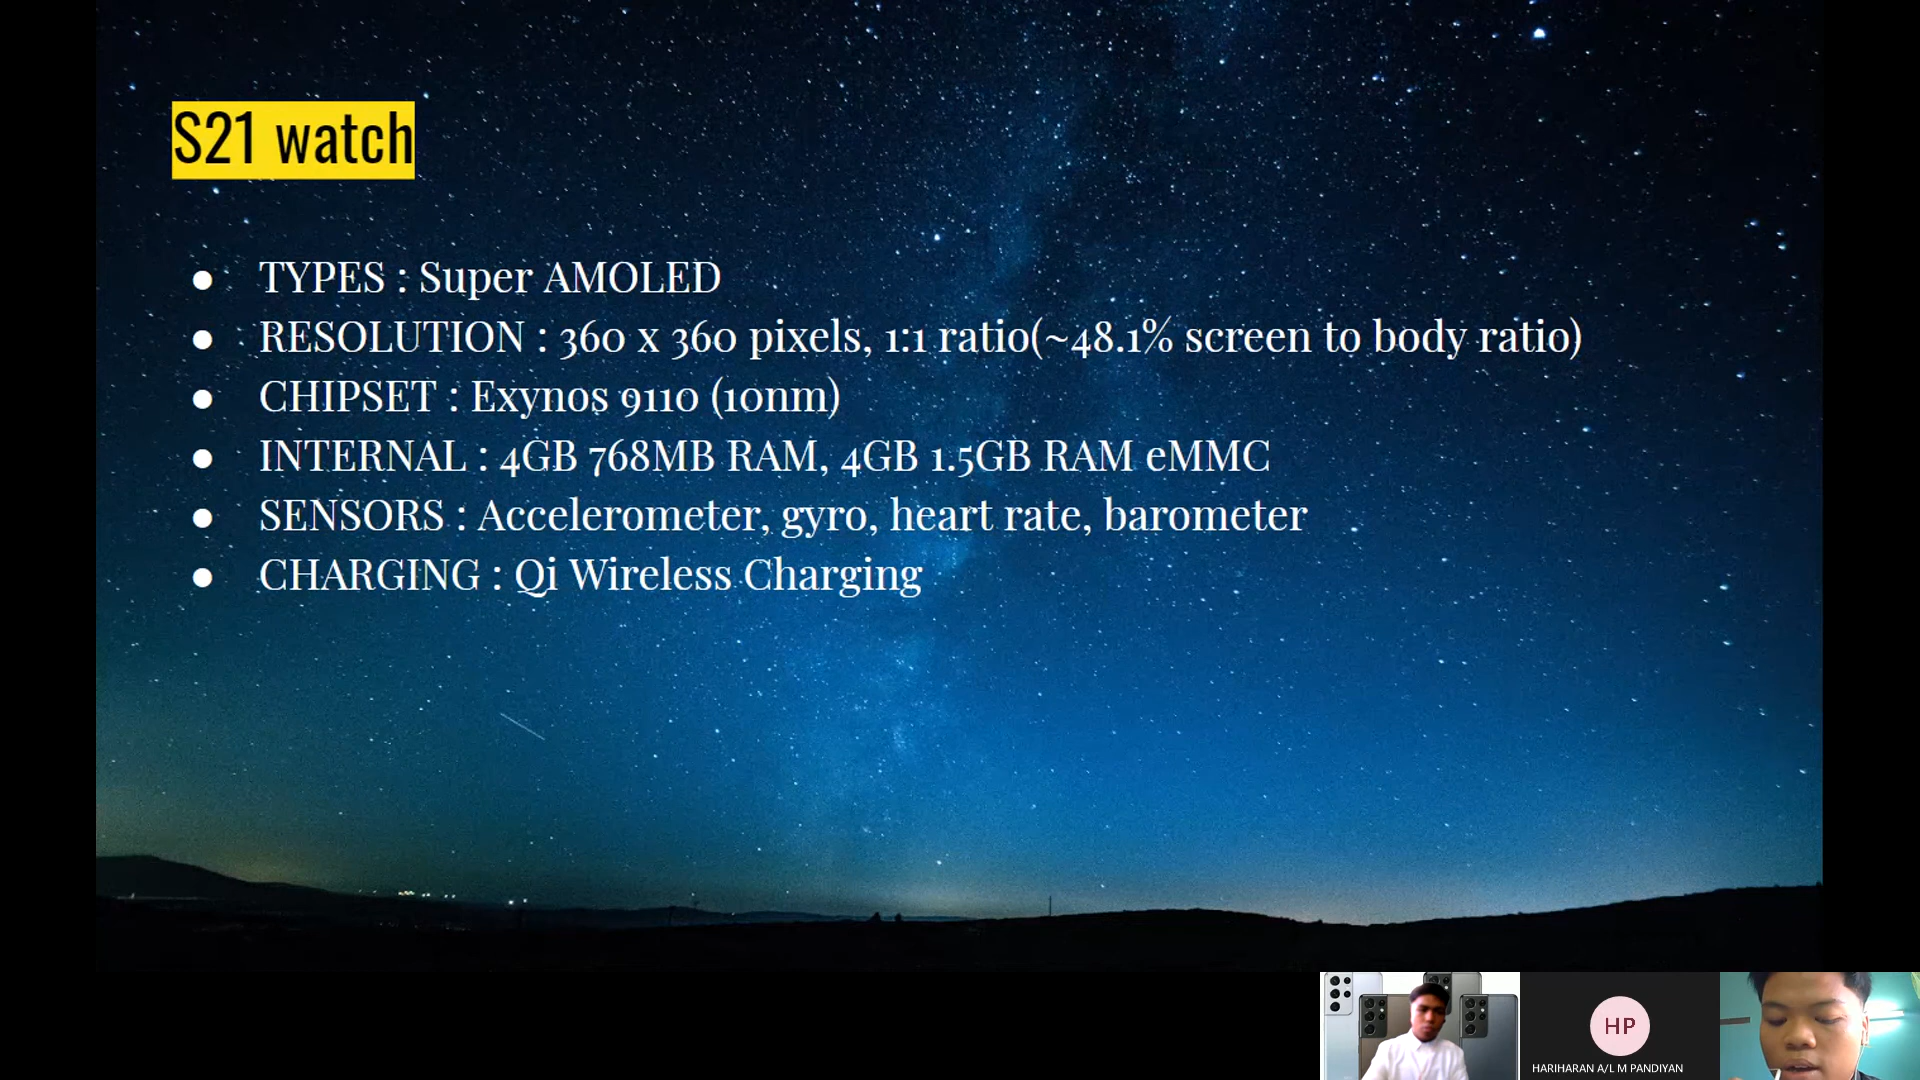 S21 watch
● TYPES : Super AMOLED
● RESOLUTION : 360 x 360 pixels, 1:1 ratio(~48.1% screen to body ratio)
● CHIPSET : Exynos 9110 (10nm)
● INTERNAL : 4GB 768MB RAM, 4GB 1.5GB RAM eMMC
● SENSORS : Accelerometer, gyro, heart rate, barometer
● CHARGING : Qi Wireless Charging
HP
HARIHARAN A/L M PANDIYAN